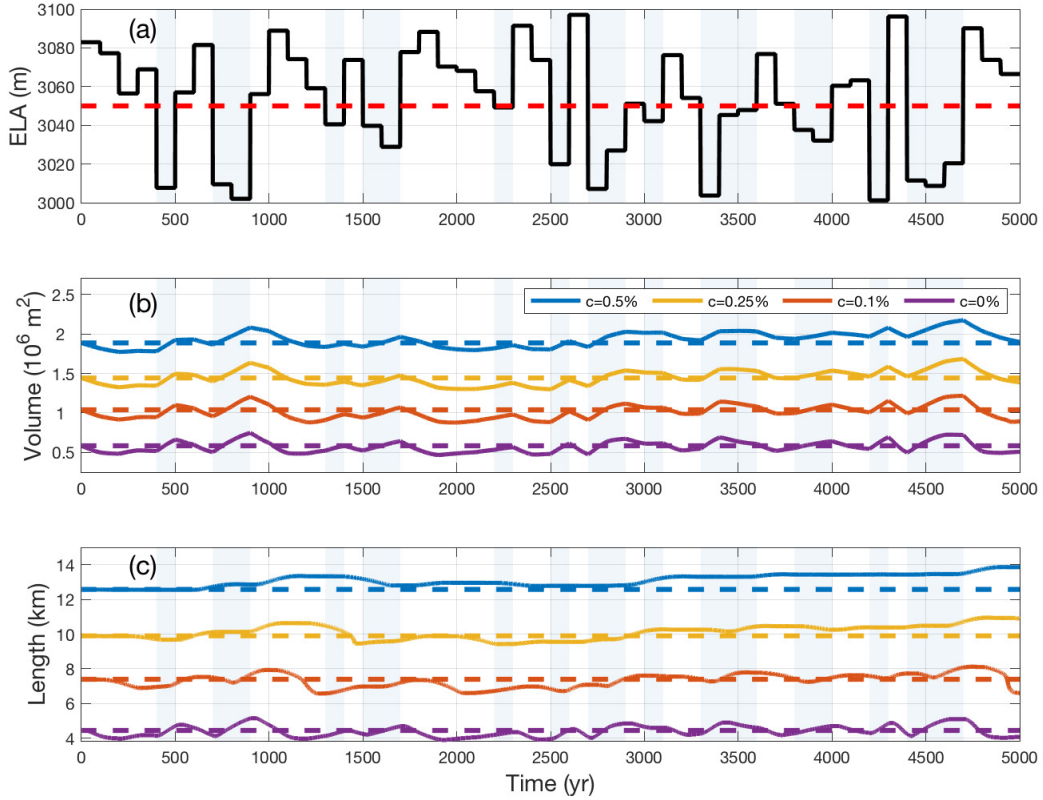 (a)
ELA (m)
3100
3080
3060
3040
3020
3000
0 500 1000 1500 2000 2500 3000 3500 4000 4500 5000
(b)
Volume (10⁶ m²)
c=0.5% c=0.25% c=0.1% c=0%
2.5
2
1.5
1
0.5
0 500 1000 1500 2000 2500 3000 3500 4000 4500 5000
(c)
Length (km)
14
12
10
8
6
4
0 500 1000 1500 2000 2500 3000 3500 4000 4500 5000
Time (yr)